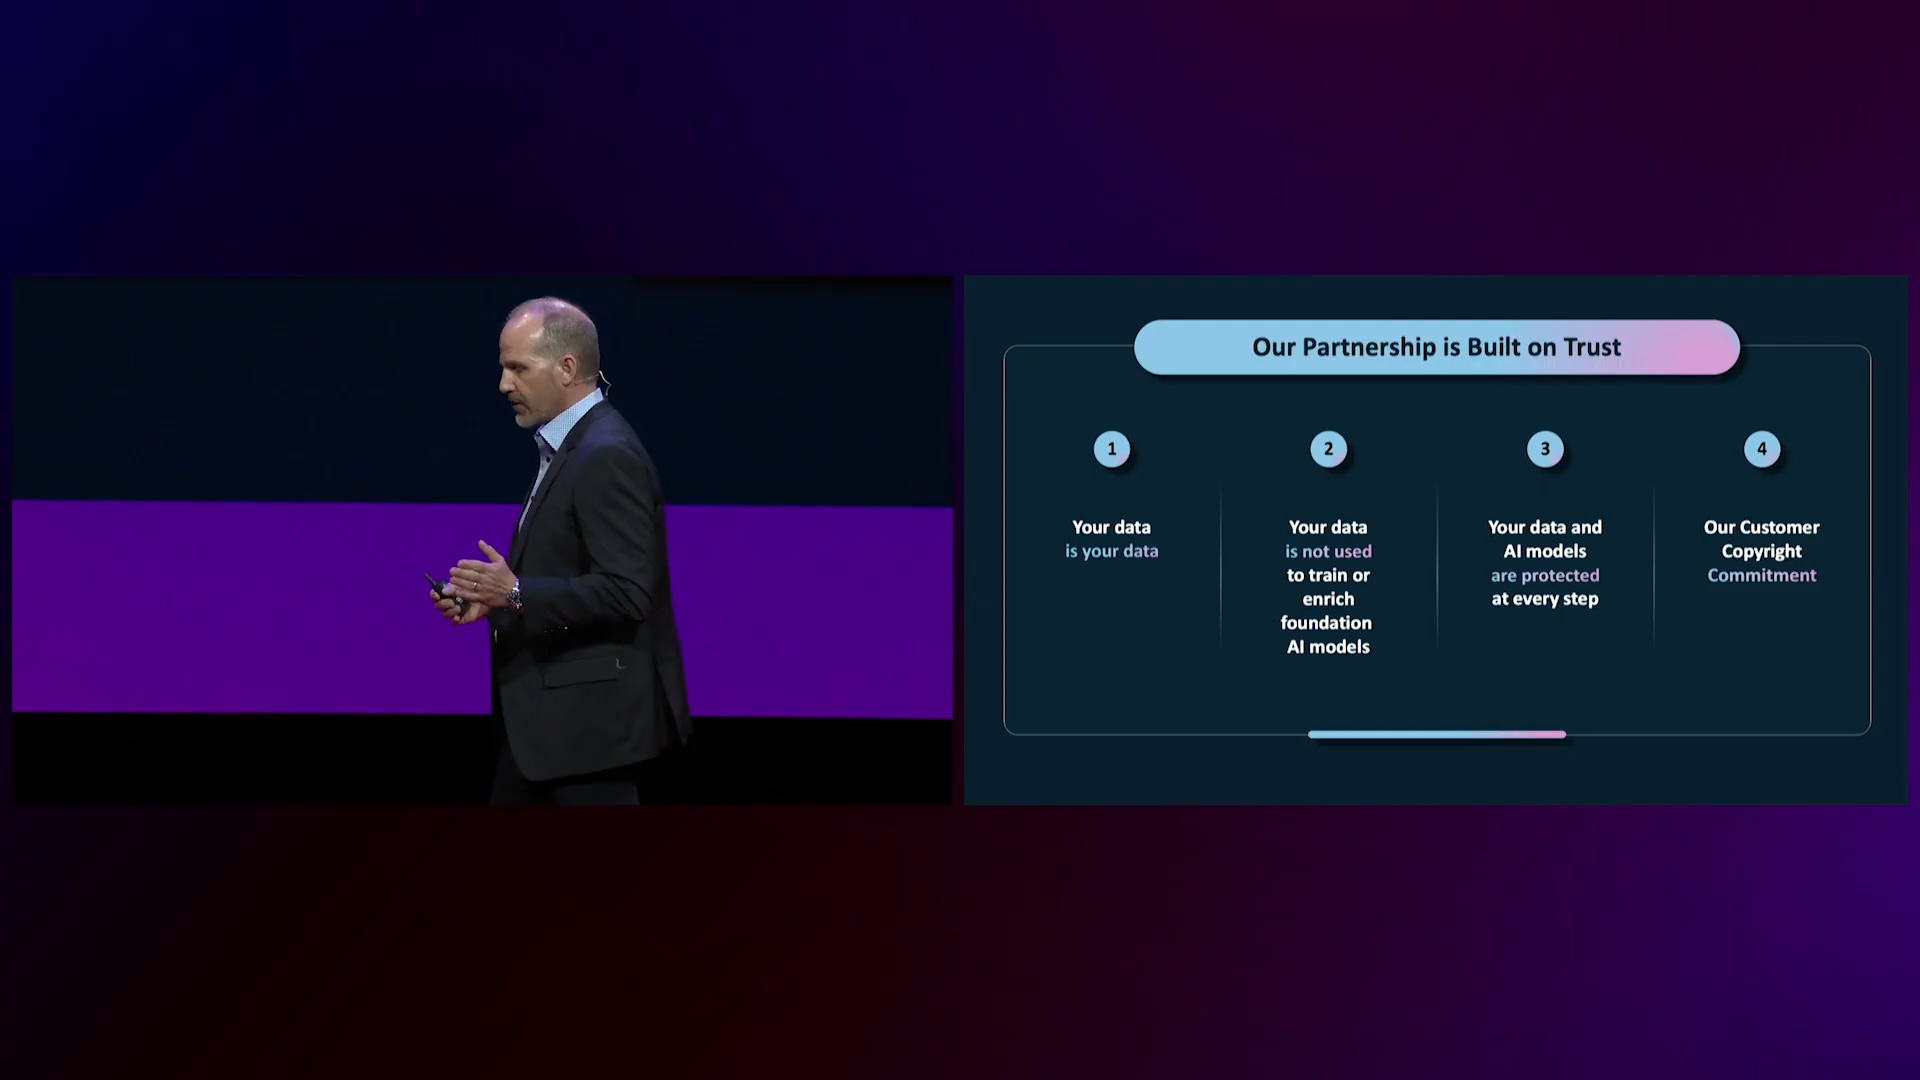 Our Partnership is Built on Trust
1
Your data
is your data
2
Your data
is not used
to train or
enrich
foundation
AI models
3
Your data and
AI models
are protected
at every step
4
Our Customer
Copyright
Commitment